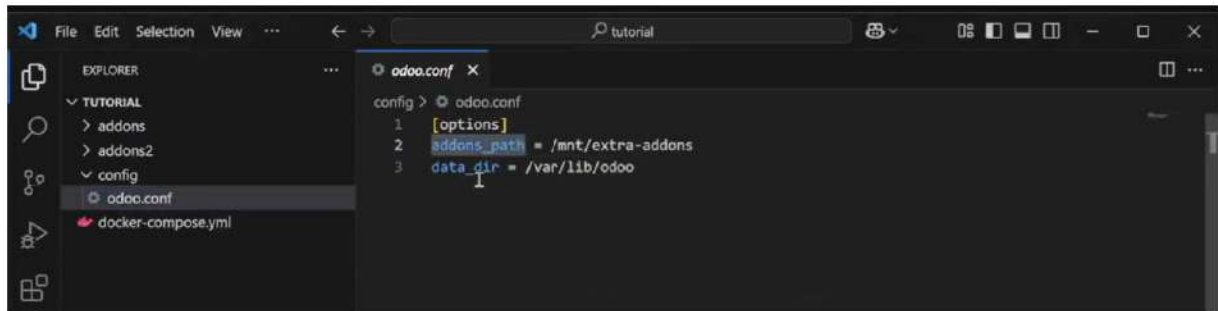 File Edit Selection View ··· tutorial
EXPLORER ···
TUTORIAL
addons
addons2
config
odoo.conf
docker-compose.yml
odoo.conf
config > odoo.conf
1 [options]
2 addons_path = /mnt/extra-addons
3 data_dir = /var/lib/odoo